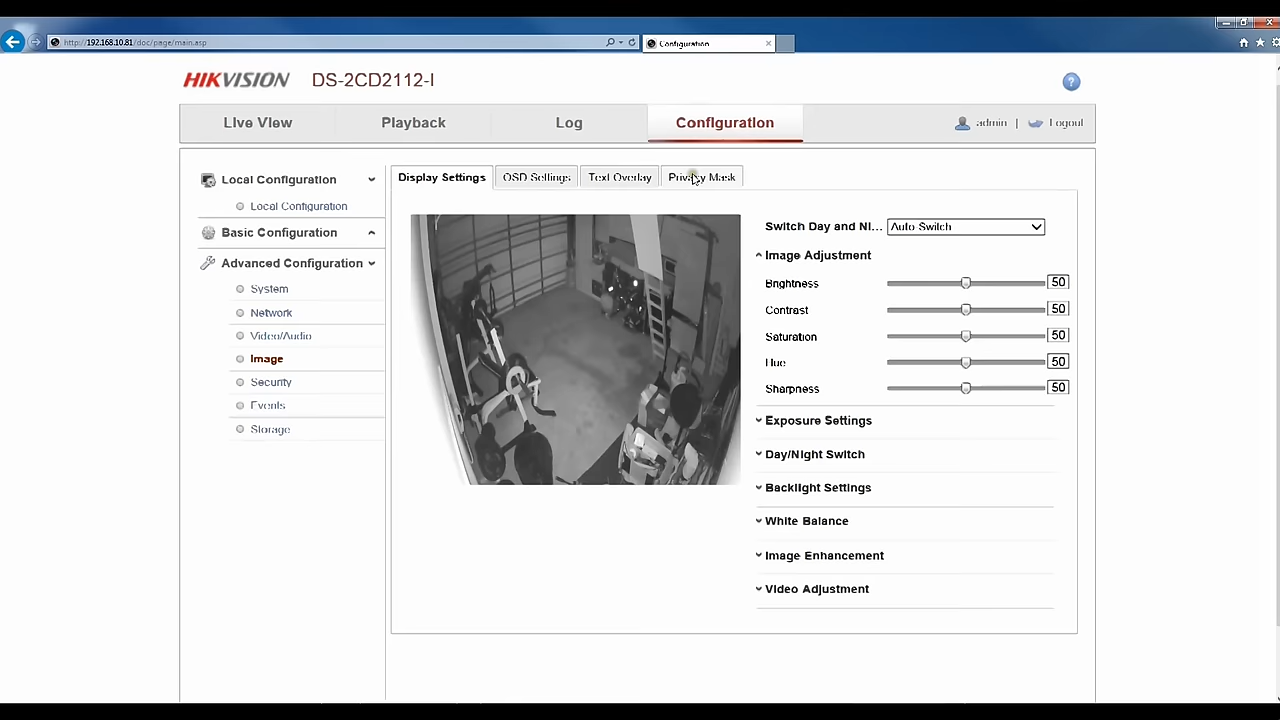 http://192.168.10.81/doc/page/main.asp
Configuration
HIKVISION DS-2CD2112-I
Live View
Playback
Log
Configuration
admin | Logout
Local Configuration
Local Configuration
Basic Configuration
Advanced Configuration
System
Network
Video/Audio
Image
Security
Events
Storage
Display Settings
OSD Settings
Text Overlay
Privacy Mask
Switch Day and Ni... Auto Switch
Image Adjustment
Brightness 50
Contrast 50
Saturation 50
Hue 50
Sharpness 50
Exposure Settings
Day/Night Switch
Backlight Settings
White Balance
Image Enhancement
Video Adjustment